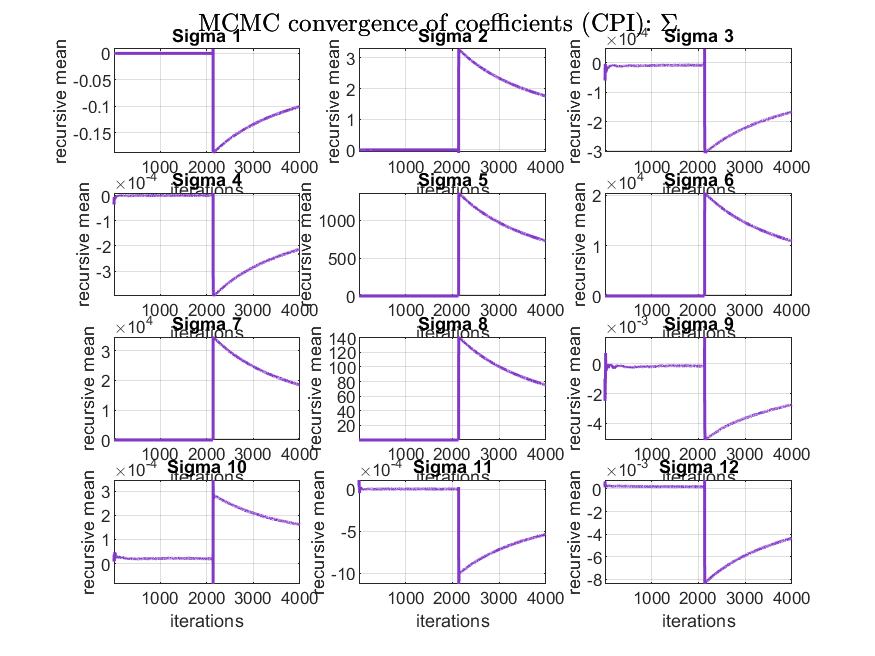 MCMC convergence of coefficients (CPI): Σ
Sigma 1
recursive mean
0
-0.05
-0.1
-0.15
1000 2000 3000 4000
iterations
Sigma 2
recursive mean
3
2
1
0
1000 2000 3000 4000
iterations
×10⁻⁴ Sigma 3
recursive mean
0
-1
-2
-3
1000 2000 3000 4000
iterations
×10⁻⁴ Sigma 4
recursive mean
0
-1
-2
-3
1000 2000 3000 4000
iterations
Sigma 5
recursive mean
1000
500
0
1000 2000 3000 4000
iterations
×10⁴ Sigma 6
recursive mean
2
1
0
1000 2000 3000 4000
iterations
×10⁴ Sigma 7
recursive mean
3
2
1
0
1000 2000 3000 4000
iterations
Sigma 8
recursive mean
140
120
100
80
60
40
20
1000 2000 3000 4000
iterations
×10⁻³ Sigma 9
recursive mean
0
-2
-4
1000 2000 3000 4000
iterations
×10⁻⁴ Sigma 10
recursive mean
3
2
1
0
1000 2000 3000 4000
iterations
×10⁻⁴ Sigma 11
recursive mean
0
-5
-10
1000 2000 3000 4000
iterations
×10⁻³ Sigma 12
recursive mean
0
-2
-4
-6
-8
1000 2000 3000 4000
iterations